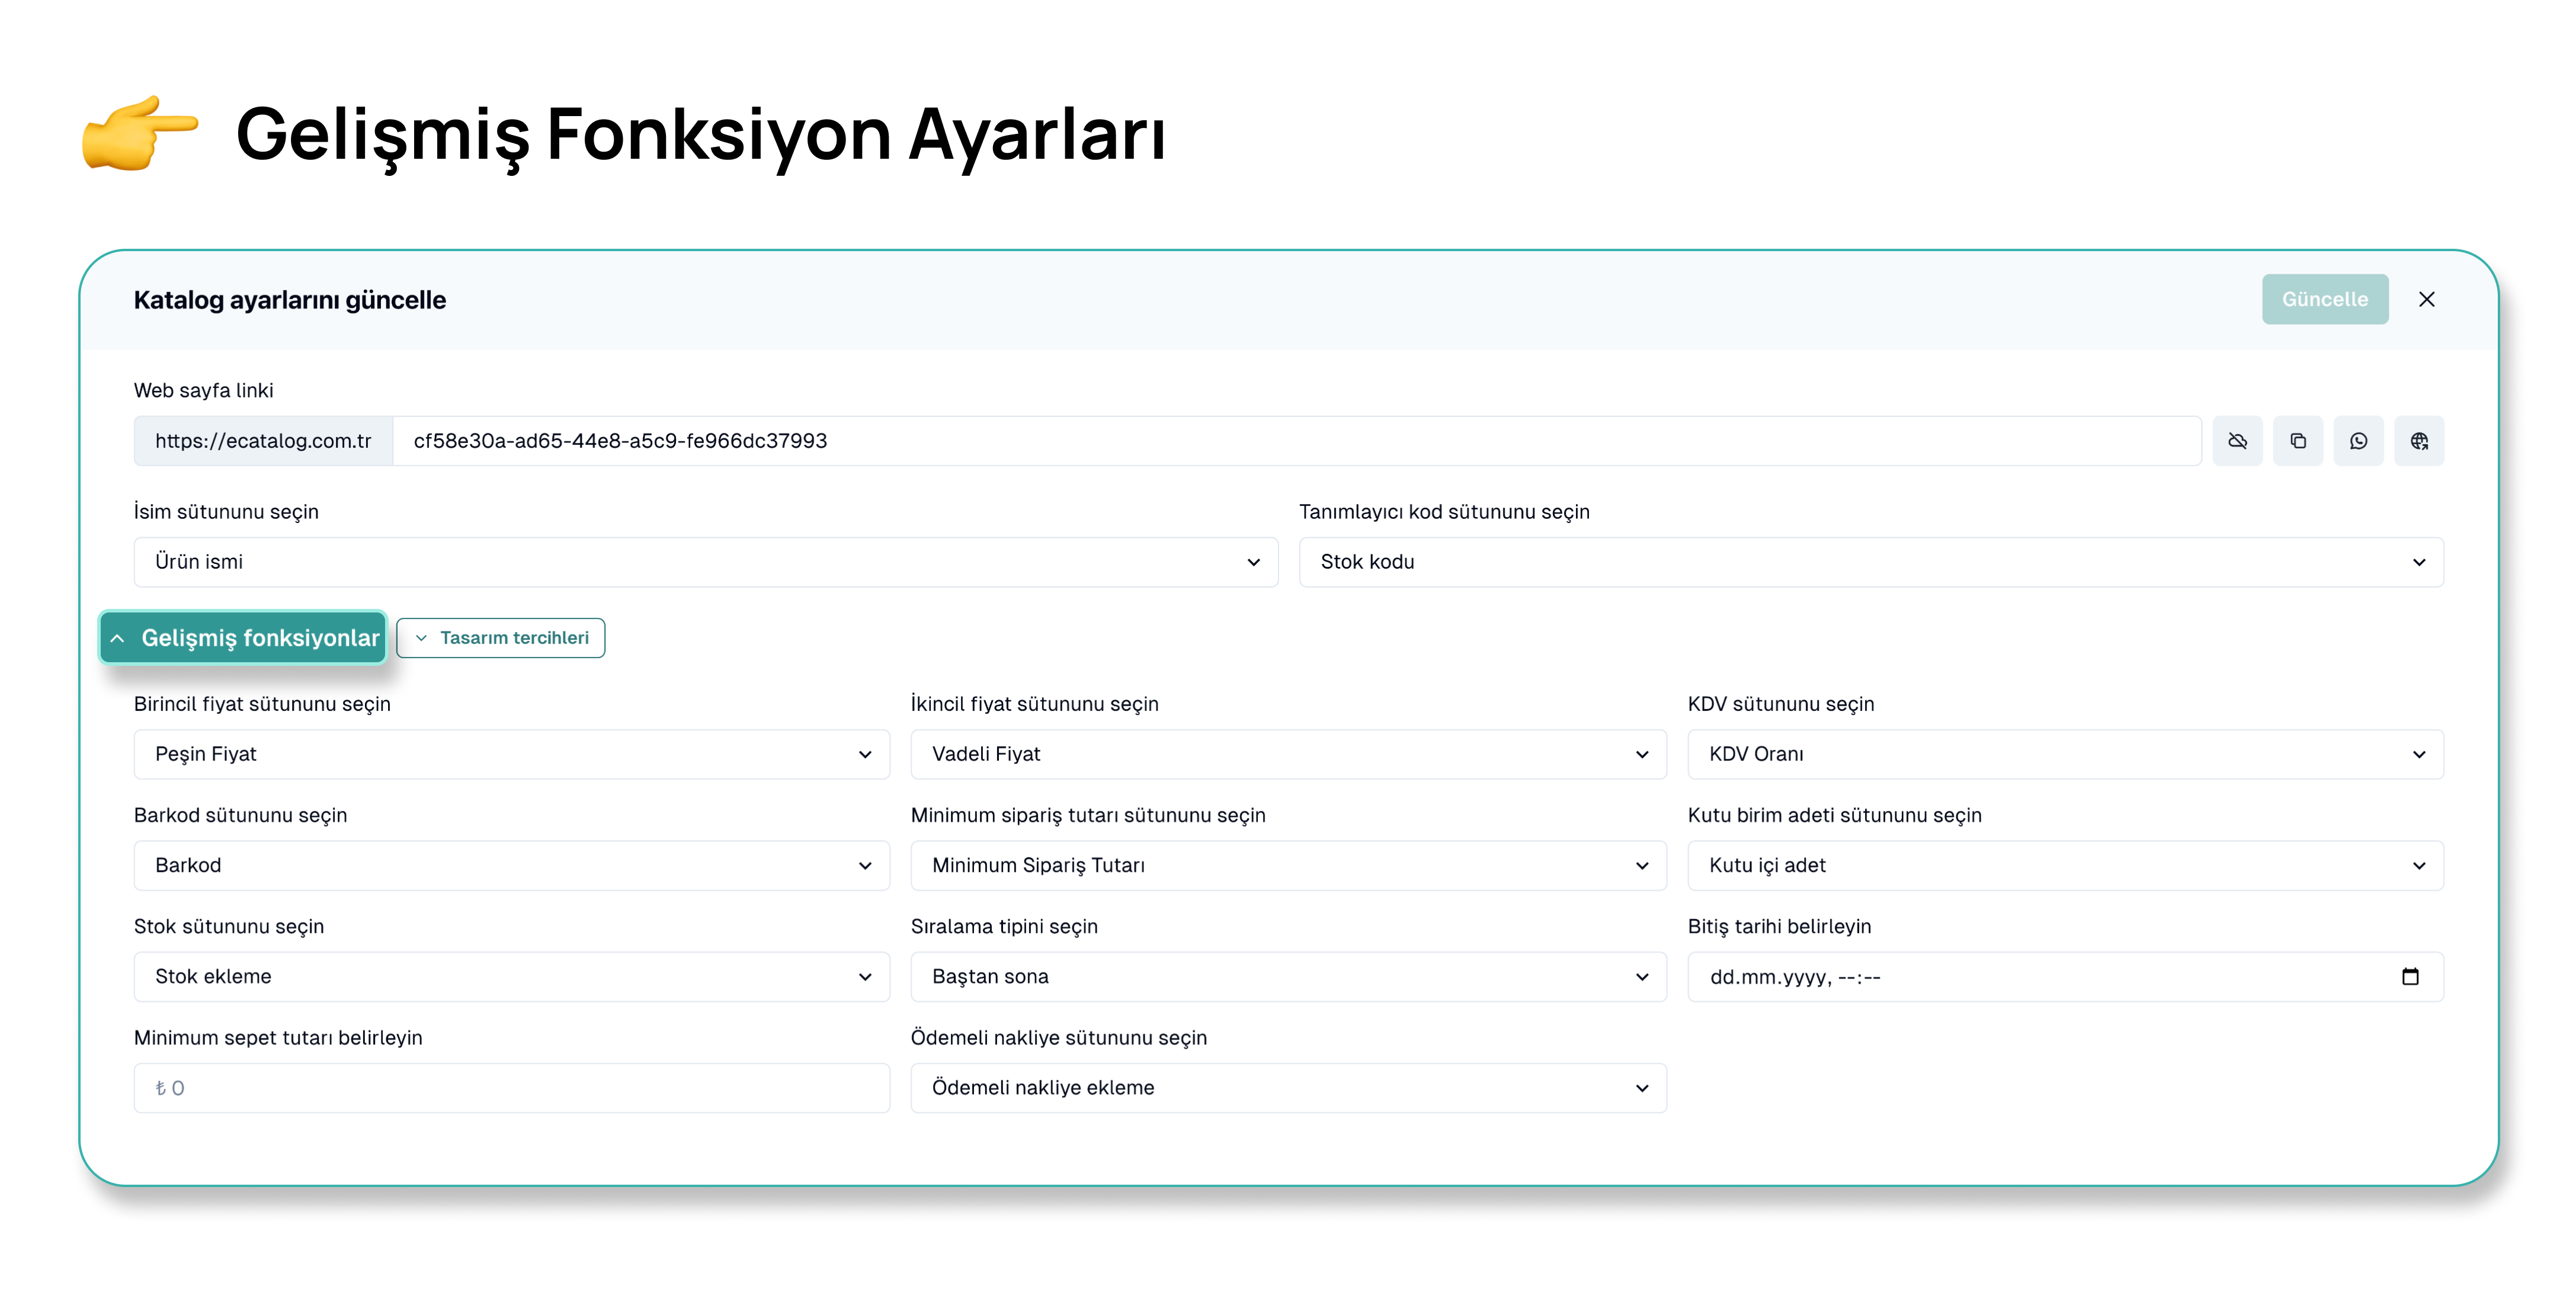 Gelişmiş Fonksiyon Ayarları
Katalog ayarlarını güncelle
Güncelle
Web sayfa linki
https://ecatalog.com.tr cf58e30a-ad65-44e8-a5c9-fe966dc37993
İsim sütununu seçin Tanımlayıcı kod sütununu seçin
Ürün ismi Stok kodu
Gelişmiş fonksiyonlar Tasarım tercihleri
Birincil fiyat sütununu seçin İkincil fiyat sütununu seçin KDV sütununu seçin
Peşin Fiyat Vadeli Fiyat KDV Oranı
Barkod sütununu seçin Minimum sipariş tutarı sütununu seçin Kutu birim adeti sütununu seçin
Barkod Minimum Sipariş Tutarı Kutu içi adet
Stok sütununu seçin Sıralama tipini seçin Bitiş tarihi belirleyin
Stok ekleme Baştan sona dd.mm.yyyy, --:--
Minimum sepet tutarı belirleyin Ödemeli nakliye sütununu seçin
₺ 0 Ödemeli nakliye ekleme